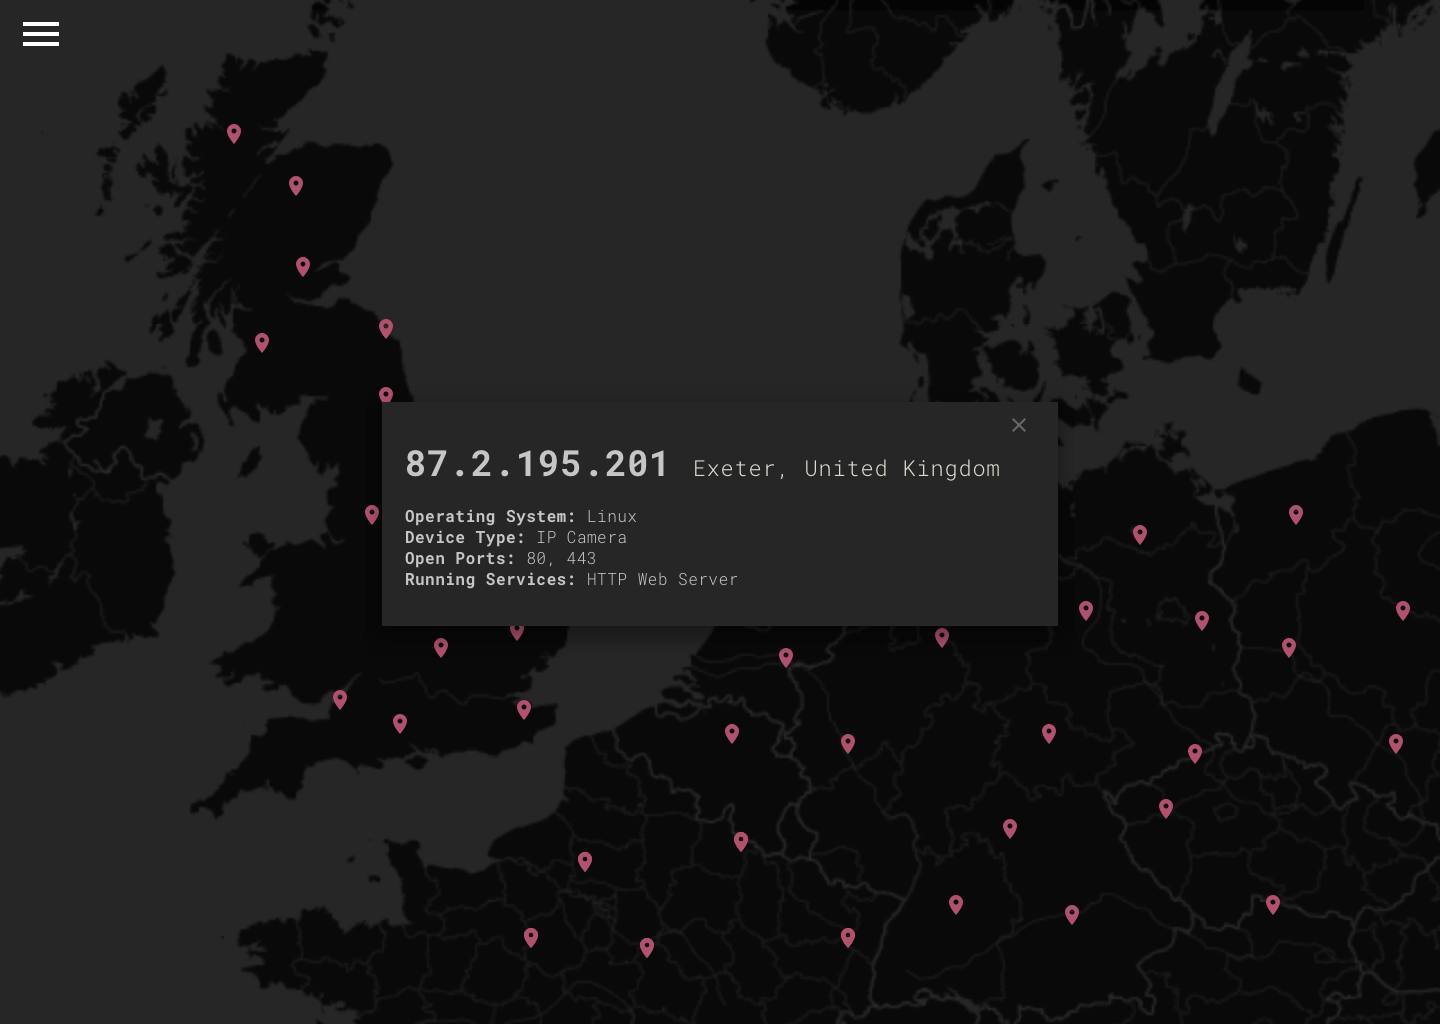 87.2.195.201 Exeter, United Kingdom
Operating System: Linux
Device Type: IP Camera
Open Ports: 80, 443
Running Services: HTTP Web Server